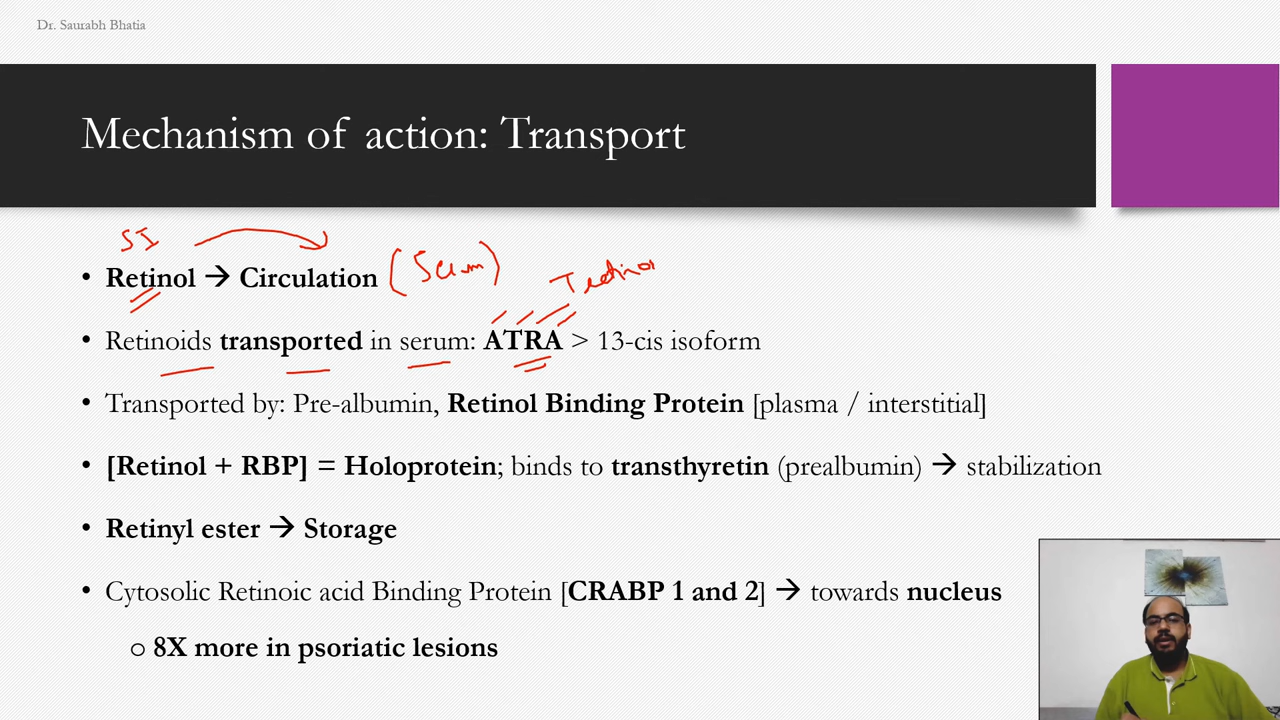 Dr. Saurabh Bhatia
Mechanism of action: Transport
SI
• Retinol → Circulation (Serum)
Tretinoi
• Retinoids transported in serum: ATRA > 13-cis isoform
• Transported by: Pre-albumin, Retinol Binding Protein [plasma / interstitial]
• [Retinol + RBP] = Holoprotein; binds to transthyretin (prealbumin) → stabilization
• Retinyl ester → Storage
• Cytosolic Retinoic acid Binding Protein [CRABP 1 and 2] → towards nucleus
o 8X more in psoriatic lesions